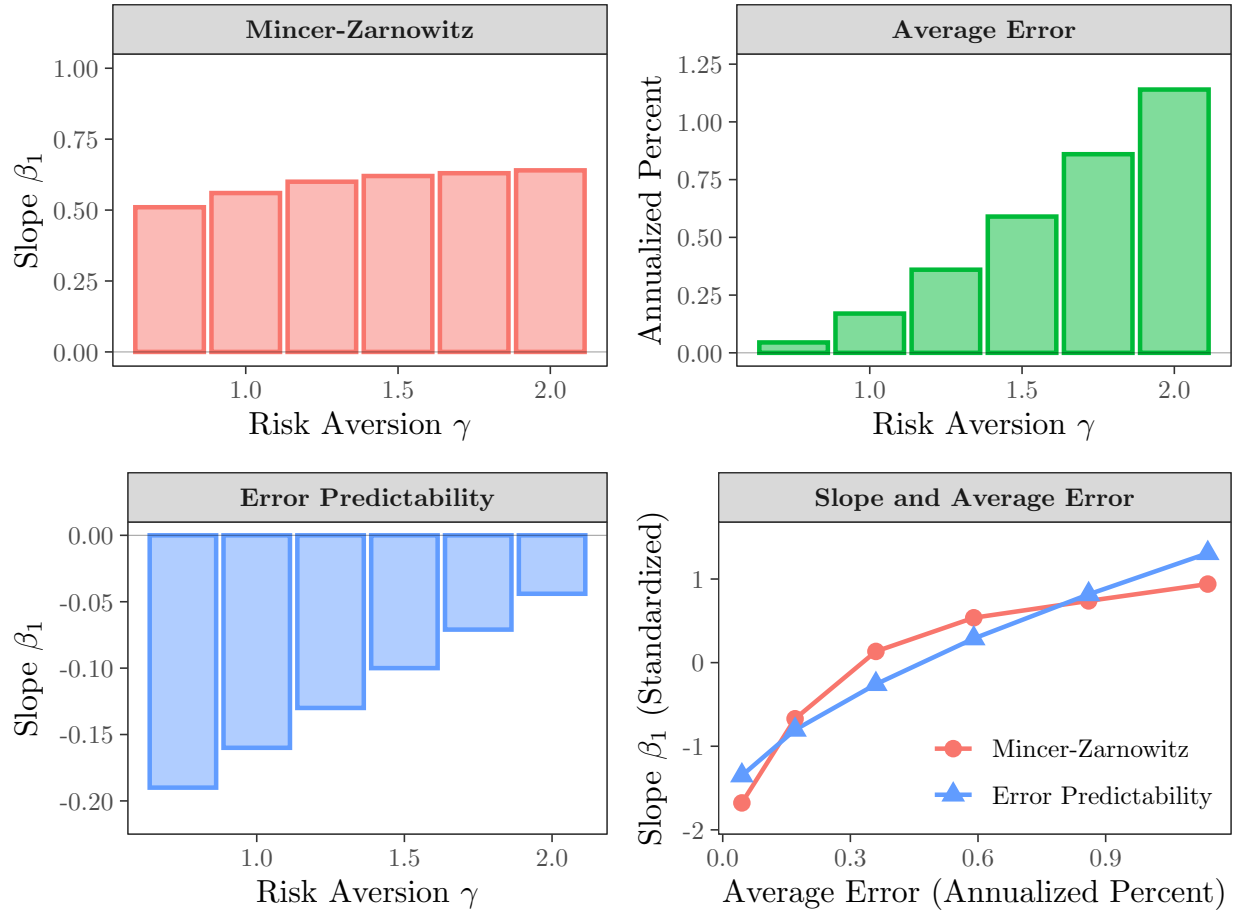 Mincer-Zarnowitz
Slope β₁
1.00
0.75
0.50
0.25
0.00
1.0 1.5 2.0
Risk Aversion γ
Average Error
Annualized Percent
1.25
1.00
0.75
0.50
0.25
0.00
1.0 1.5 2.0
Risk Aversion γ
Error Predictability
Slope β₁
0.00
-0.05
-0.10
-0.15
-0.20
1.0 1.5 2.0
Risk Aversion γ
Slope and Average Error
Slope β₁ (Standardized)
1
0
-1
-2
Mincer-Zarnowitz
Error Predictability
0.0 0.3 0.6 0.9
Average Error (Annualized Percent)